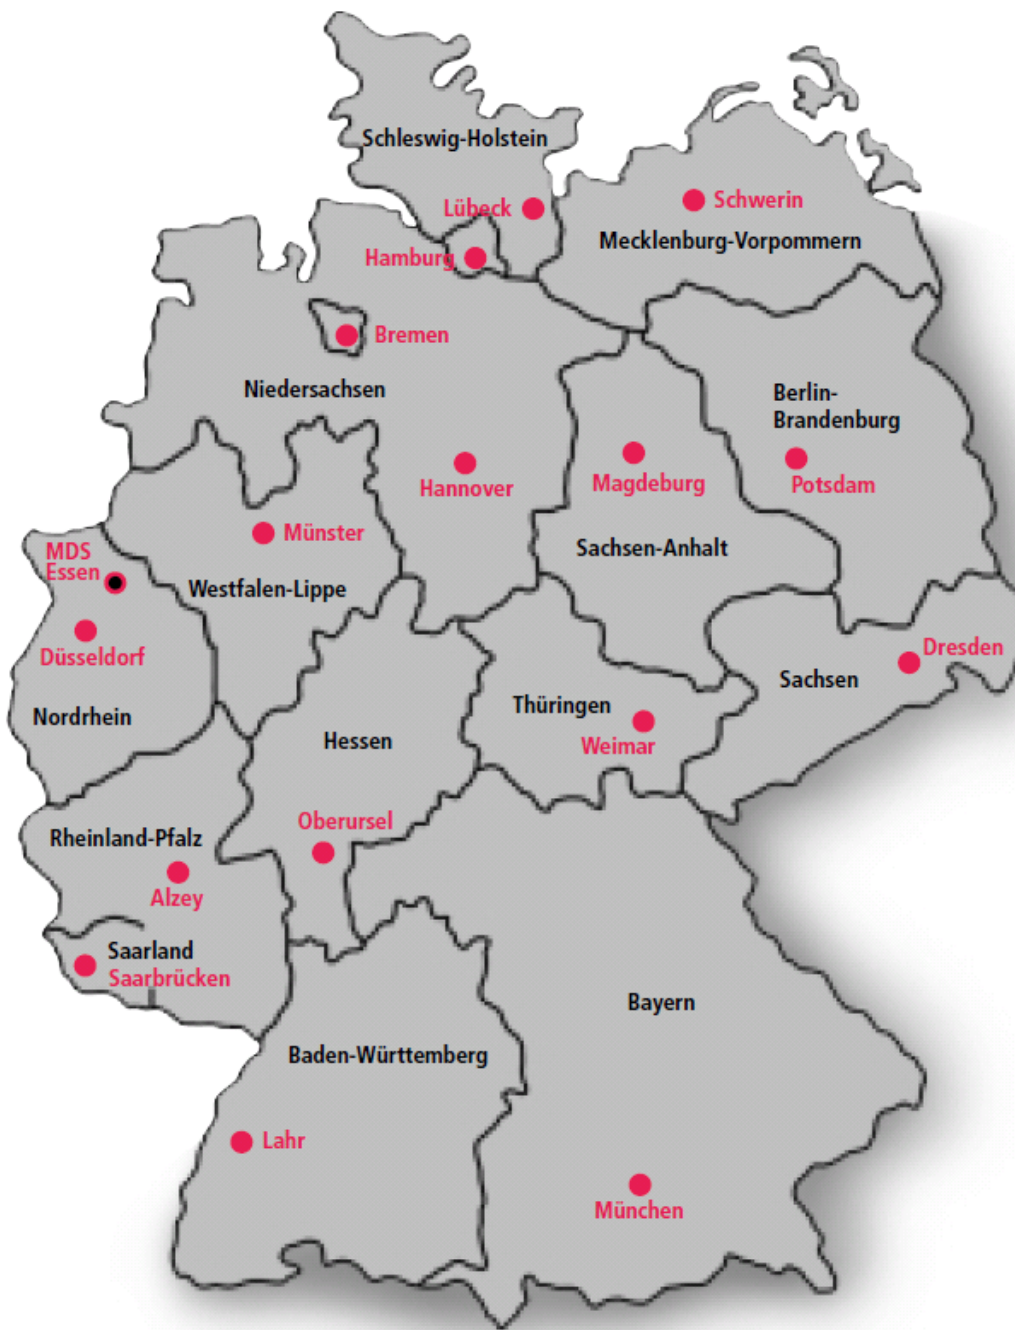 Schleswig-Holstein
Lübeck
Schwerin
Mecklenburg-Vorpommern
Hamburg
Bremen
Niedersachsen
Berlin-
Brandenburg
Hannover
Magdeburg
Potsdam
Münster
Sachsen-Anhalt
MDS
Essen
Westfalen-Lippe
Düsseldorf
Dresden
Sachsen
Nordrhein
Thüringen
Hessen
Weimar
Oberursel
Rheinland-Pfalz
Alzey
Saarland
Saarbrücken
Bayern
Baden-Württemberg
Lahr
München